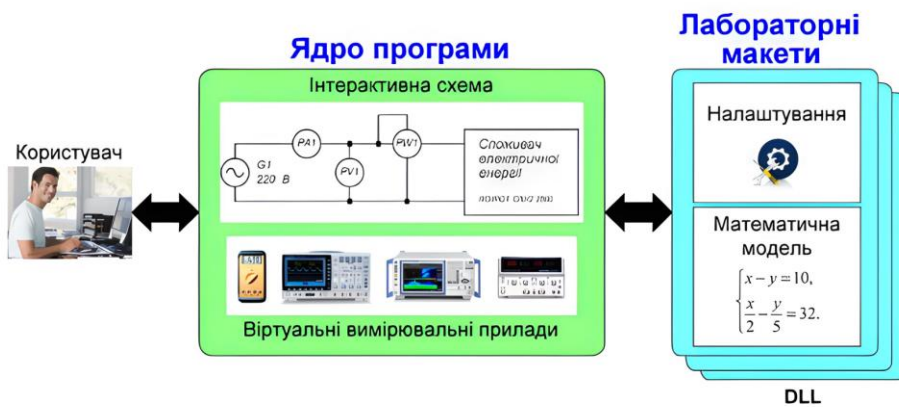 Ядро програми
Лабораторні
макети
Інтерактивна схема
Налаштування
Користувач
PA1
PW1
PV1
G1
220 В
Споживач
електричної
енергії
Математична
модель
x − y = 10,
x/2 − y/5 = 32.
Віртуальні вимірювальні прилади
DLL